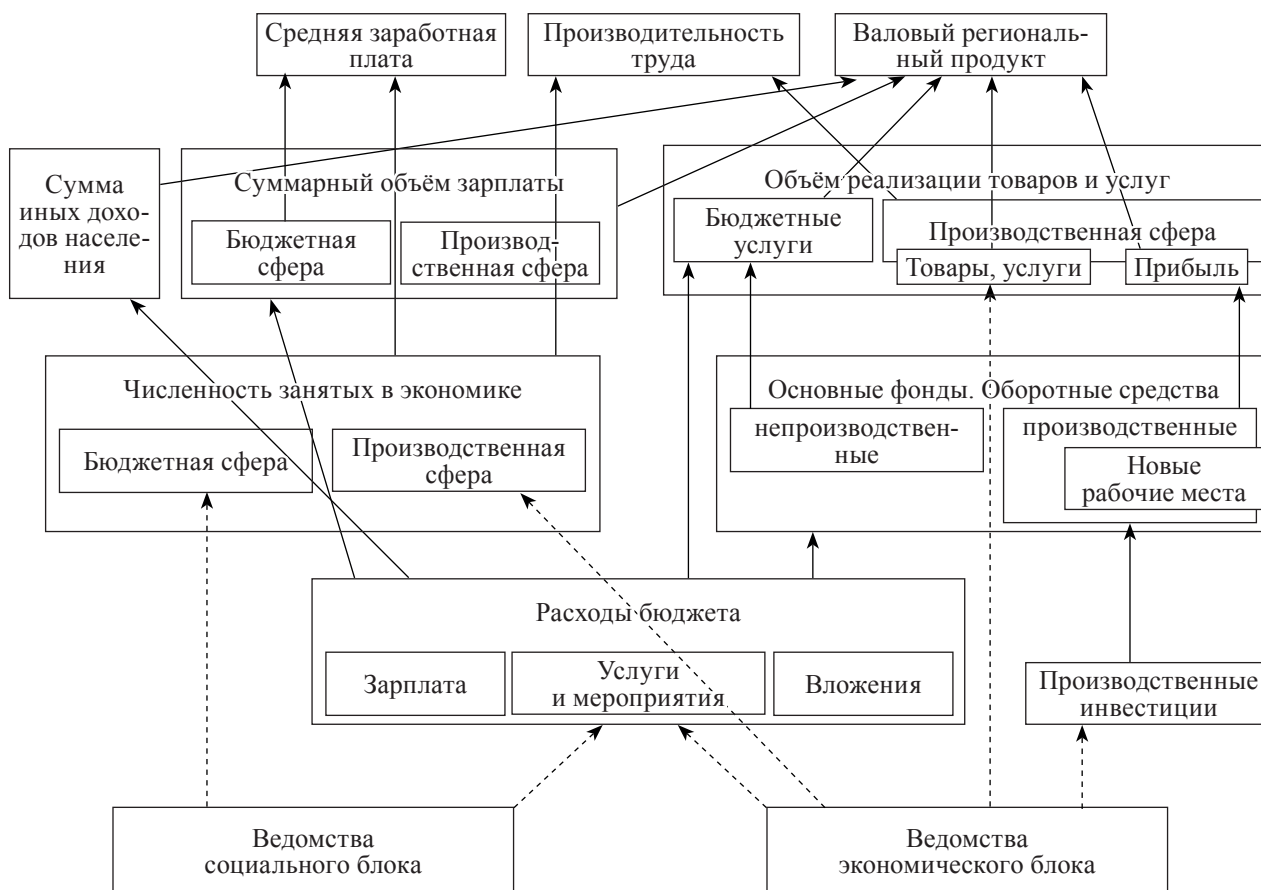 Средняя заработная
плата
Производительность
труда
Валовый региональ-
ный продукт
Сумма
иных дохо-
дов населе-
ния
Суммарный объём зарплаты
Бюджетная
сфера
Производ-
ственная сфера
Объём реализации товаров и услуг
Бюджетные
услуги
Производственная сфера
Товары, услуги
Прибыль
Численность занятых в экономике
Бюджетная сфера
Производственная
сфера
Основные фонды. Оборотные средства
непроизводствен-
ные
производственные
Новые
рабочие места
Расходы бюджета
Зарплата
Услуги
и мероприятия
Вложения
Производственные
инвестиции
Ведомства
социального блока
Ведомства
экономического блока